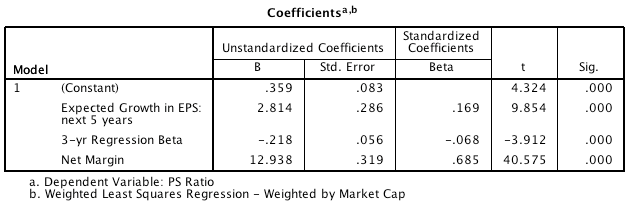 Coefficientsa,b
Unstandardized Coefficients Standardized Coefficients
Model B Std. Error Beta t Sig.
1 (Constant) .359 .083 4.324 .000
Expected Growth in EPS: next 5 years 2.814 .286 .169 9.854 .000
3-yr Regression Beta -.218 .056 -.068 -3.912 .000
Net Margin 12.938 .319 .685 40.575 .000
a. Dependent Variable: PS Ratio
b. Weighted Least Squares Regression - Weighted by Market Cap